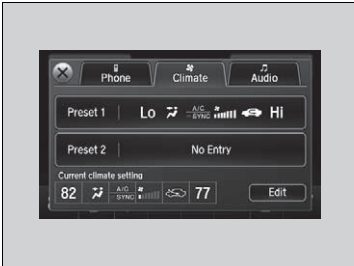 Phone Climate Audio
Preset 1 Lo A/C SYNC Hi
Preset 2 No Entry
Current climate setting
82 A/C SYNC 77 Edit